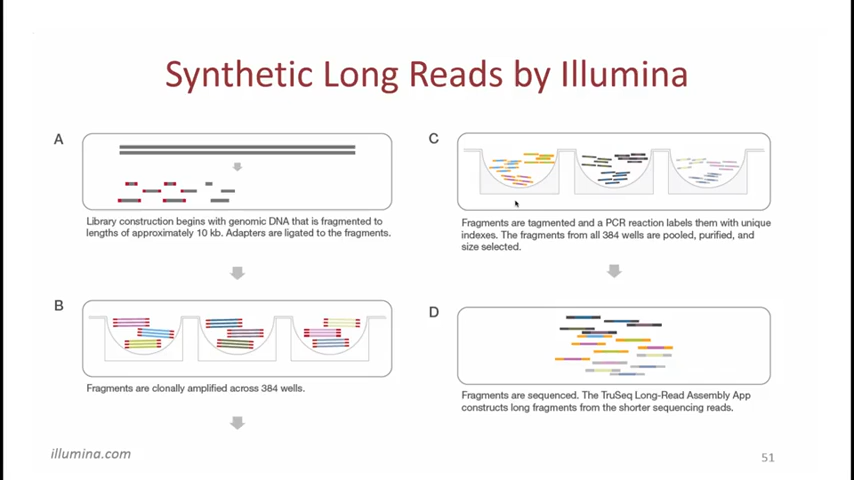 Synthetic Long Reads by Illumina
A
Library construction begins with genomic DNA that is fragmented to
lengths of approximately 10 kb. Adapters are ligated to the fragments.
B
Fragments are clonally amplified across 384 wells.
C
Fragments are tagmented and a PCR reaction labels them with unique
indexes. The fragments from all 384 wells are pooled, purified, and
size selected.
D
Fragments are sequenced. The TruSeq Long-Read Assembly App
constructs long fragments from the shorter sequencing reads.
illumina.com
51